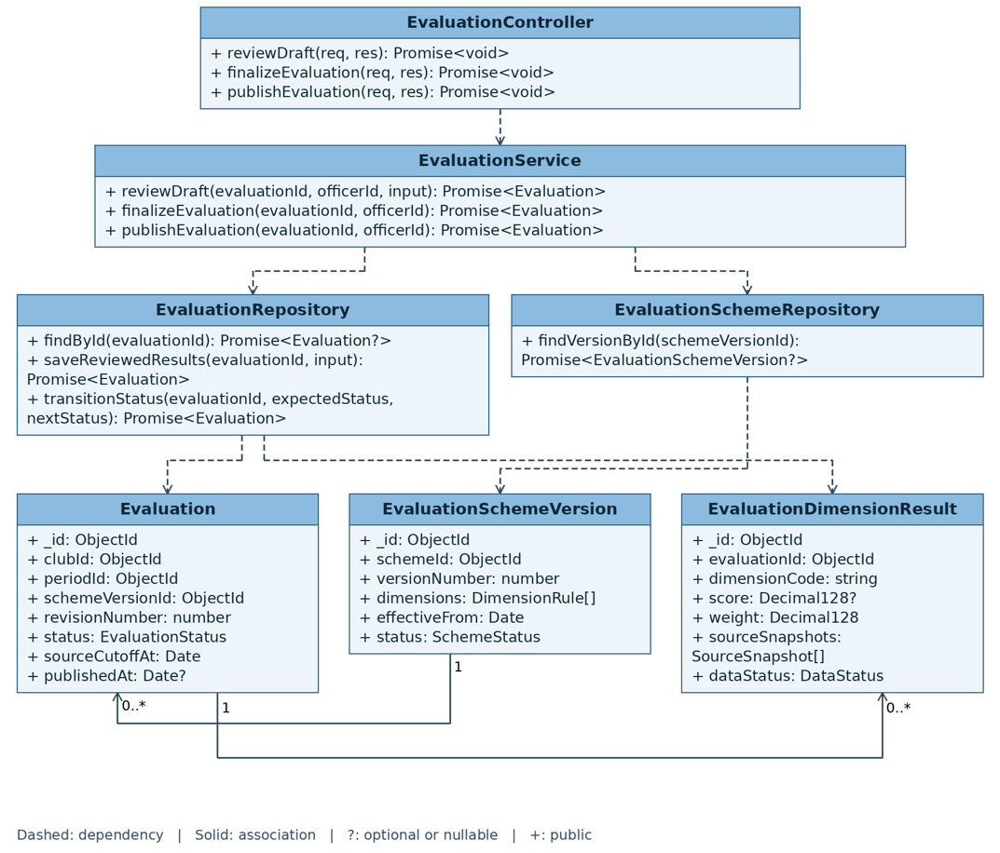 EvaluationController
+ reviewDraft(req, res): Promise<void>
+ finalizeEvaluation(req, res): Promise<void>
+ publishEvaluation(req, res): Promise<void>
EvaluationService
+ reviewDraft(evaluationId, officerId, input): Promise<Evaluation>
+ finalizeEvaluation(evaluationId, officerId): Promise<Evaluation>
+ publishEvaluation(evaluationId, officerId): Promise<Evaluation>
EvaluationRepository
+ findById(evaluationId): Promise<Evaluation?>
+ saveReviewedResults(evaluationId, input):
Promise<Evaluation>
+ transitionStatus(evaluationId, expectedStatus,
nextStatus): Promise<Evaluation>
EvaluationSchemeRepository
+ findVersionById(schemeVersionId):
Promise<EvaluationSchemeVersion?>
Evaluation
+ _id: ObjectId
+ clubId: ObjectId
+ periodId: ObjectId
+ schemeVersionId: ObjectId
+ revisionNumber: number
+ status: EvaluationStatus
+ sourceCutoffAt: Date
+ publishedAt: Date?
EvaluationSchemeVersion
+ _id: ObjectId
+ schemeId: ObjectId
+ versionNumber: number
+ dimensions: DimensionRule[]
+ effectiveFrom: Date
+ status: SchemeStatus
EvaluationDimensionResult
+ _id: ObjectId
+ evaluationId: ObjectId
+ dimensionCode: string
+ score: Decimal128?
+ weight: Decimal128
+ sourceSnapshots:
SourceSnapshot[]
+ dataStatus: DataStatus
1
0..*
1
0..*
Dashed: dependency | Solid: association | ?: optional or nullable | +: public